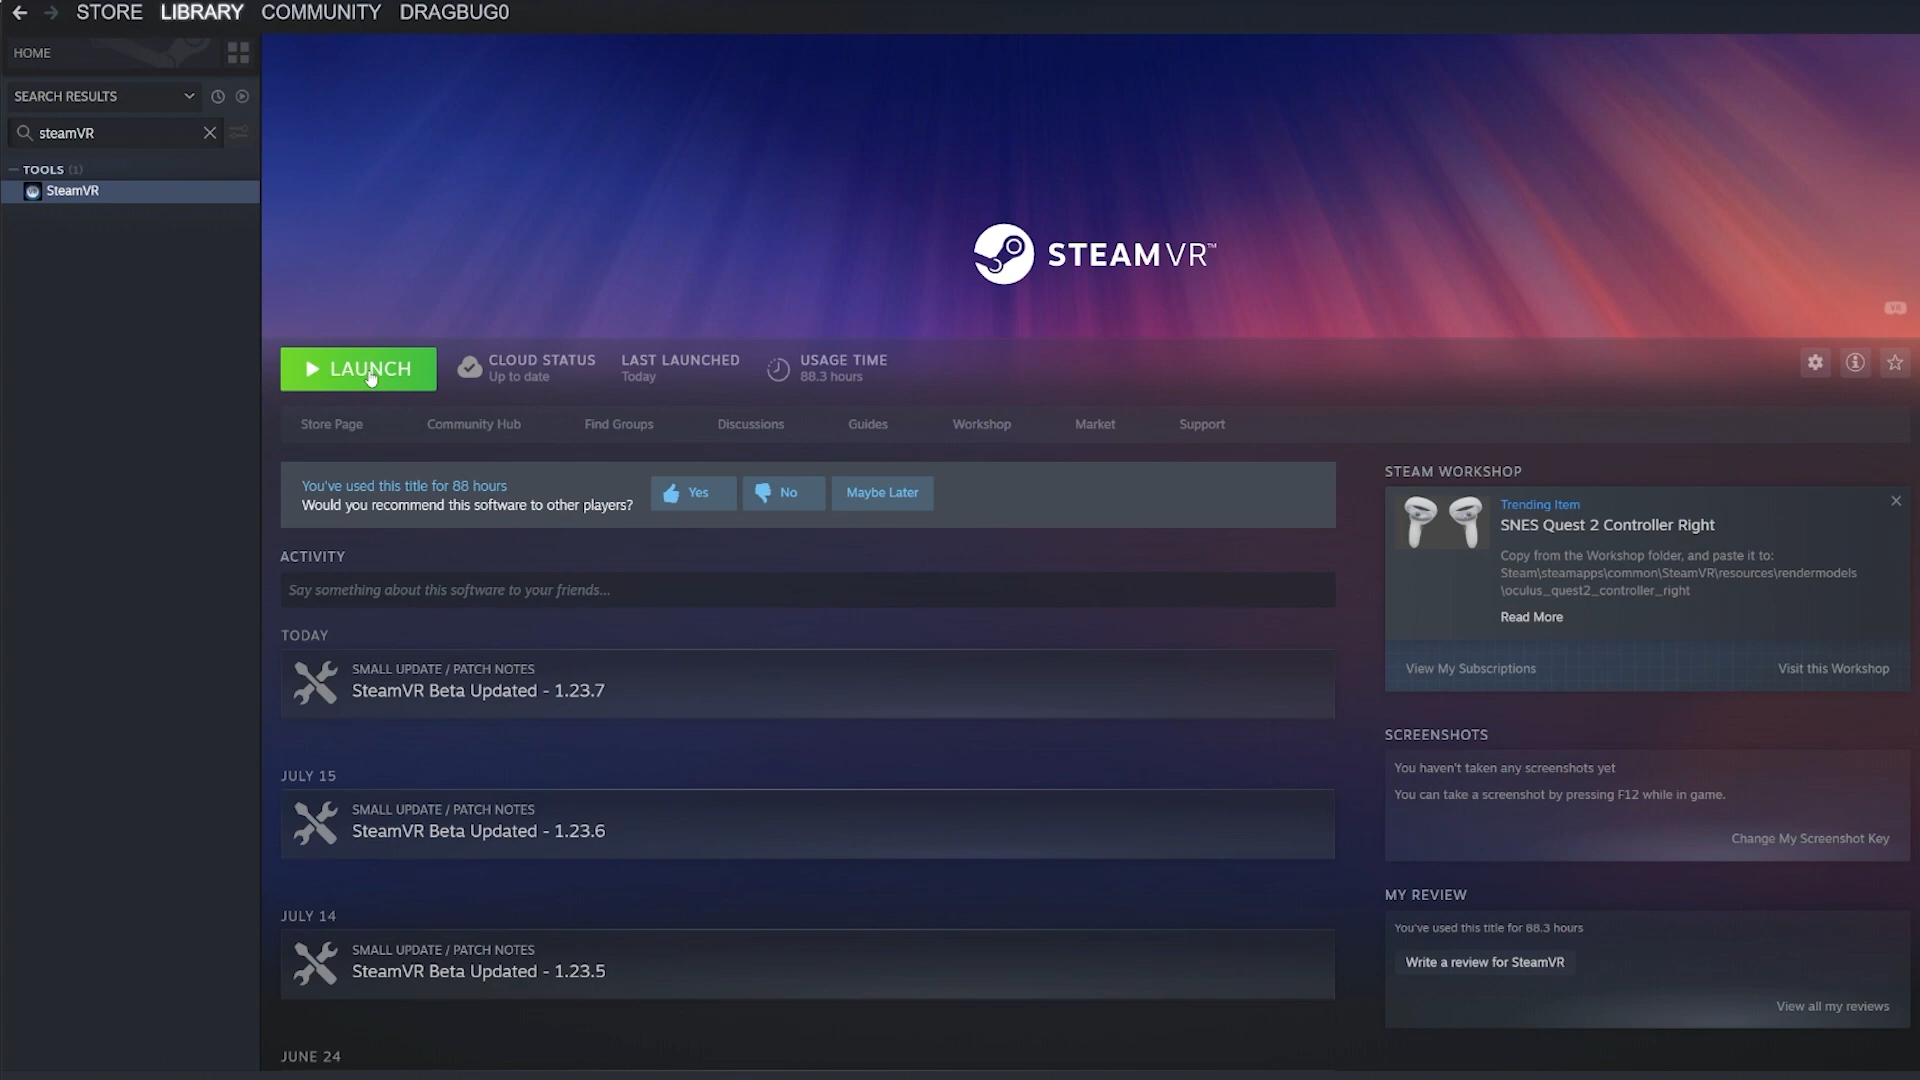 STORE LIBRARY COMMUNITY DRAGBUG0
HOME
SEARCH RESULTS
steamVR
TOOLS (1)
SteamVR
STEAMVR™
VR
LAUNCH
CLOUD STATUS
Up to date
LAST LAUNCHED
Today
USAGE TIME
88.3 hours
Store Page Community Hub Find Groups Discussions Guides Workshop Market Support
You've used this title for 88 hours
Would you recommend this software to other players?
Yes No Maybe Later
ACTIVITY
Say something about this software to your friends...
TODAY
SMALL UPDATE / PATCH NOTES
SteamVR Beta Updated - 1.23.7
JULY 15
SMALL UPDATE / PATCH NOTES
SteamVR Beta Updated - 1.23.6
JULY 14
SMALL UPDATE / PATCH NOTES
SteamVR Beta Updated - 1.23.5
JUNE 24
STEAM WORKSHOP
Trending Item
SNES Quest 2 Controller Right
Copy from the Workshop folder, and paste it to:
Steam\steamapps\common\SteamVR\resources\rendermodels
\oculus_quest2_controller_right
Read More
View My Subscriptions Visit this Workshop
SCREENSHOTS
You haven't taken any screenshots yet
You can take a screenshot by pressing F12 while in game.
Change My Screenshot Key
MY REVIEW
You've used this title for 88.3 hours
Write a review for SteamVR
View all my reviews